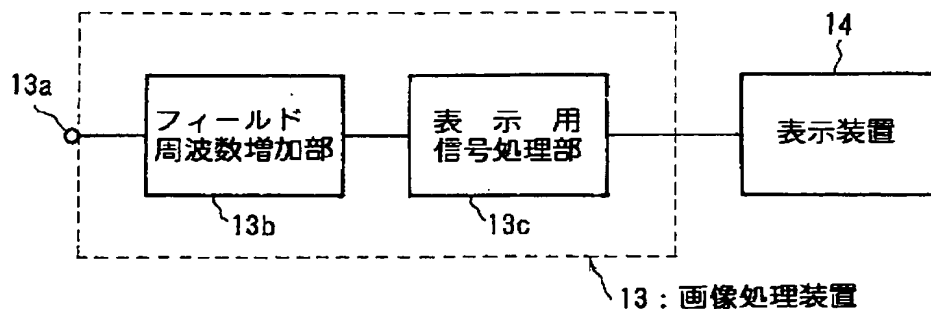 13a
フィールド
周波数増加部
13b
表示用
信号処理部
13c
14
表示装置
13:画像処理装置